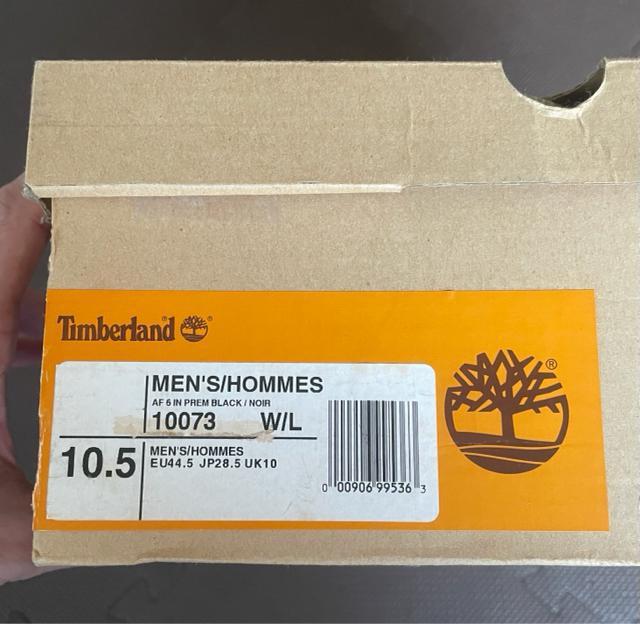 Timberland®
®
MEN'S/HOMMES
AF 6 IN PREM BLACK / NOIR
10073 W/L
10.5
MEN'S/HOMMES
EU44.5 JP28.5 UK10
0 00906 99536 3